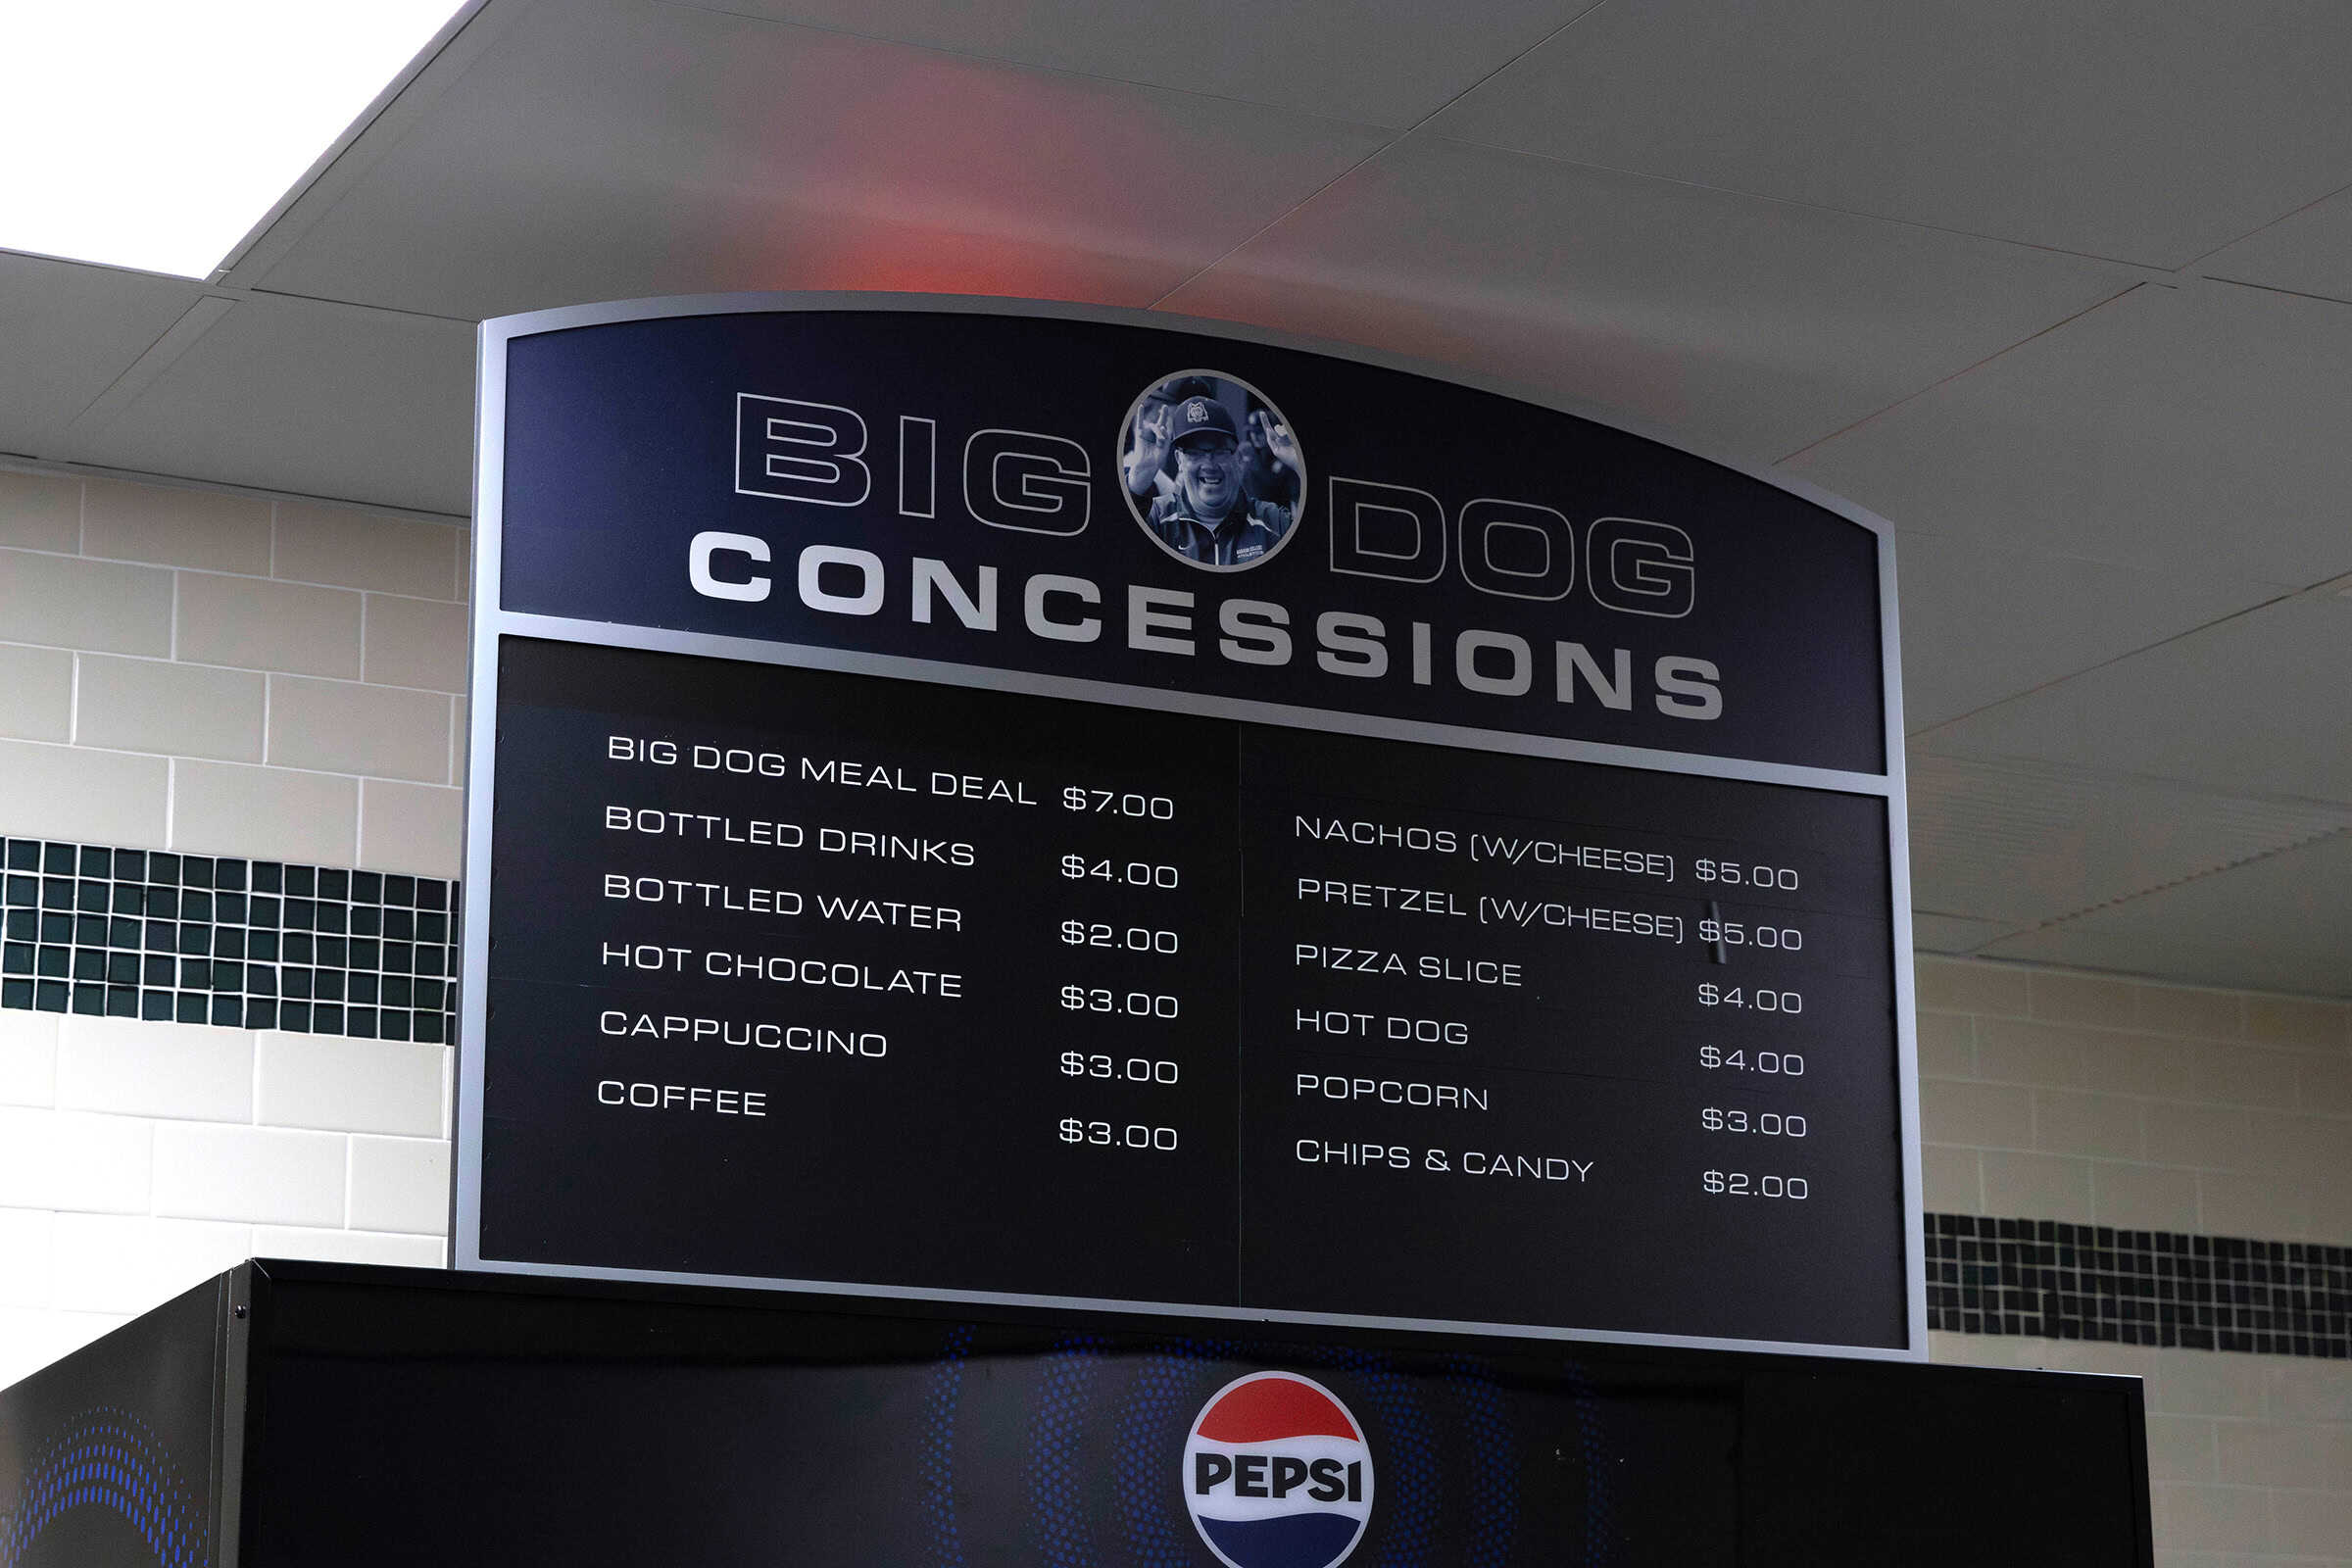 BIG DOG
CONCESSIONS
BIG DOG MEAL DEAL $7.00
BOTTLED DRINKS $4.00
BOTTLED WATER $2.00
HOT CHOCOLATE $3.00
CAPPUCCINO $3.00
COFFEE $3.00
NACHOS (W/CHEESE) $5.00
PRETZEL (W/CHEESE) $5.00
PIZZA SLICE $4.00
HOT DOG $4.00
POPCORN $3.00
CHIPS & CANDY $2.00
PEPSI